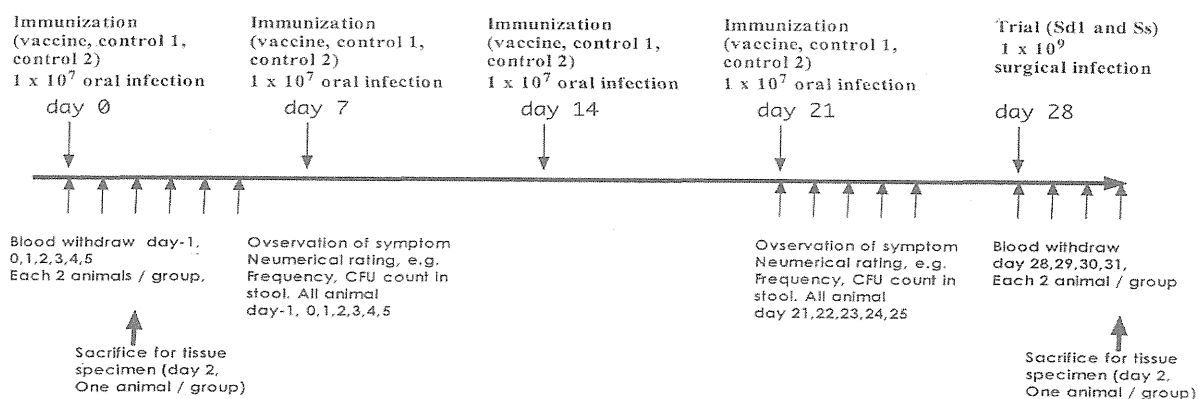 Immunization
(vaccine, control 1,
control 2)
1 x 10⁷ oral infection
day 0
Immunization
(vaccine, control 1,
control 2)
1 x 10⁷ oral infection
day 7
Immunization
(vaccine, control 1,
control 2)
1 x 10⁷ oral infection
day 14
Immunization
(vaccine, control 1,
control 2)
1 x 10⁷ oral infection
day 21
Trial (Sd1 and Ss)
1 x 10⁹
surgical infection
day 28
Blood withdraw day-1,
0,1,2,3,4,5
Each 2 animals / group,
Ovservation of symptom
Neumerical rating, e.g.
Frequency, CFU count in
stool. All animal
day-1, 0,1,2,3,4,5
Ovservation of symptom
Neumerical rating, e.g.
Frequency, CFU count in
stool. All animal
day 21,22,23,24,25
Blood withdraw
day 28,29,30,31,
Each 2 animal / group
Sacrifice for tissue
specimen (day 2,
One animal / group)
Sacrifice for tissue
specimen (day 2,
One animal / group)